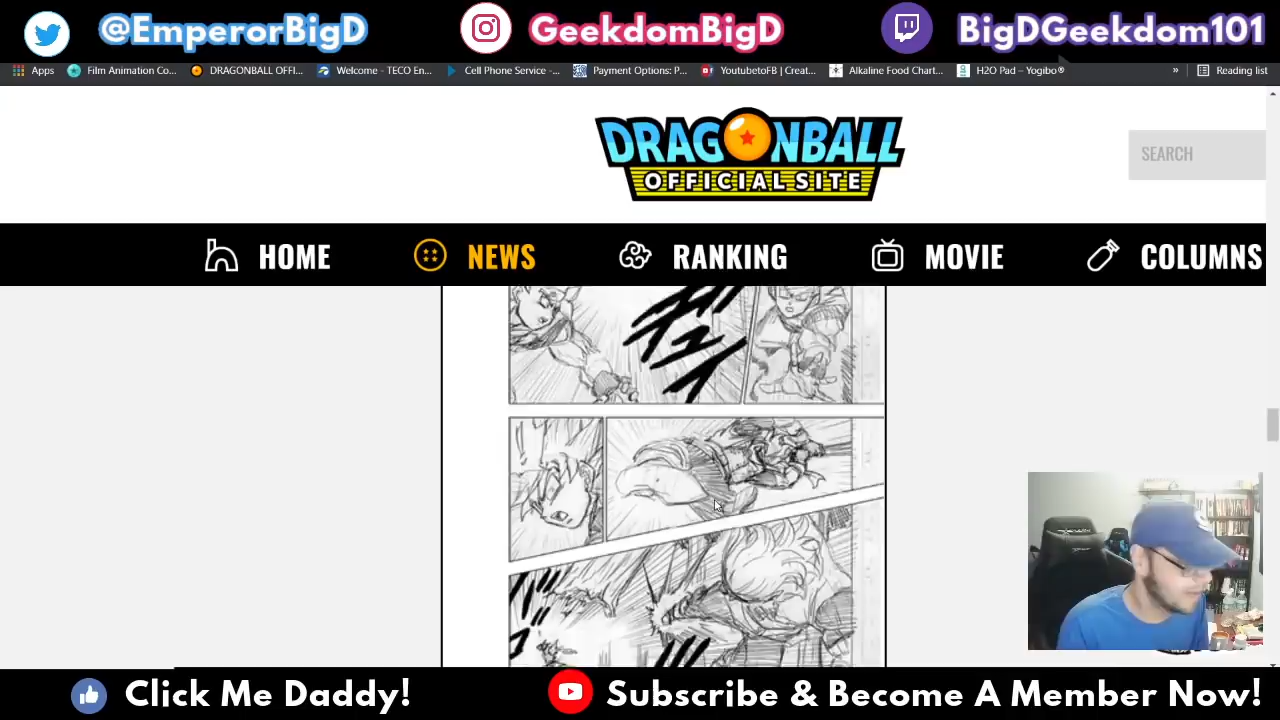 @EmperorBigD
GeekdomBigD
BigDGeekdom101
Apps
Film Animation Co...
DRAGONBALL OFFI...
Welcome - TECO En...
Cell Phone Service -...
Payment Options: P...
YoutubetoFB | Creat...
Alkaline Food Chart...
H2O Pad – Yogibo®
»
Reading list
DRAGONBALL
OFFICIAL SITE
SEARCH
HOME
NEWS
RANKING
MOVIE
COLUMNS
Click Me Daddy!
Subscribe & Become A Member Now!